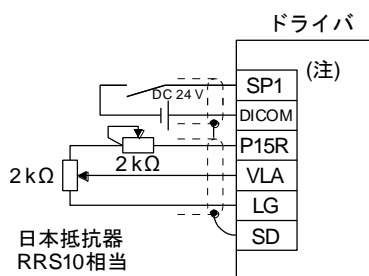 ドライバ
(注)
SP1
DC 24 V
DICOM
P15R
2 kΩ
VLA
2 kΩ
LG
SD
日本抵抗器
RRS10相当